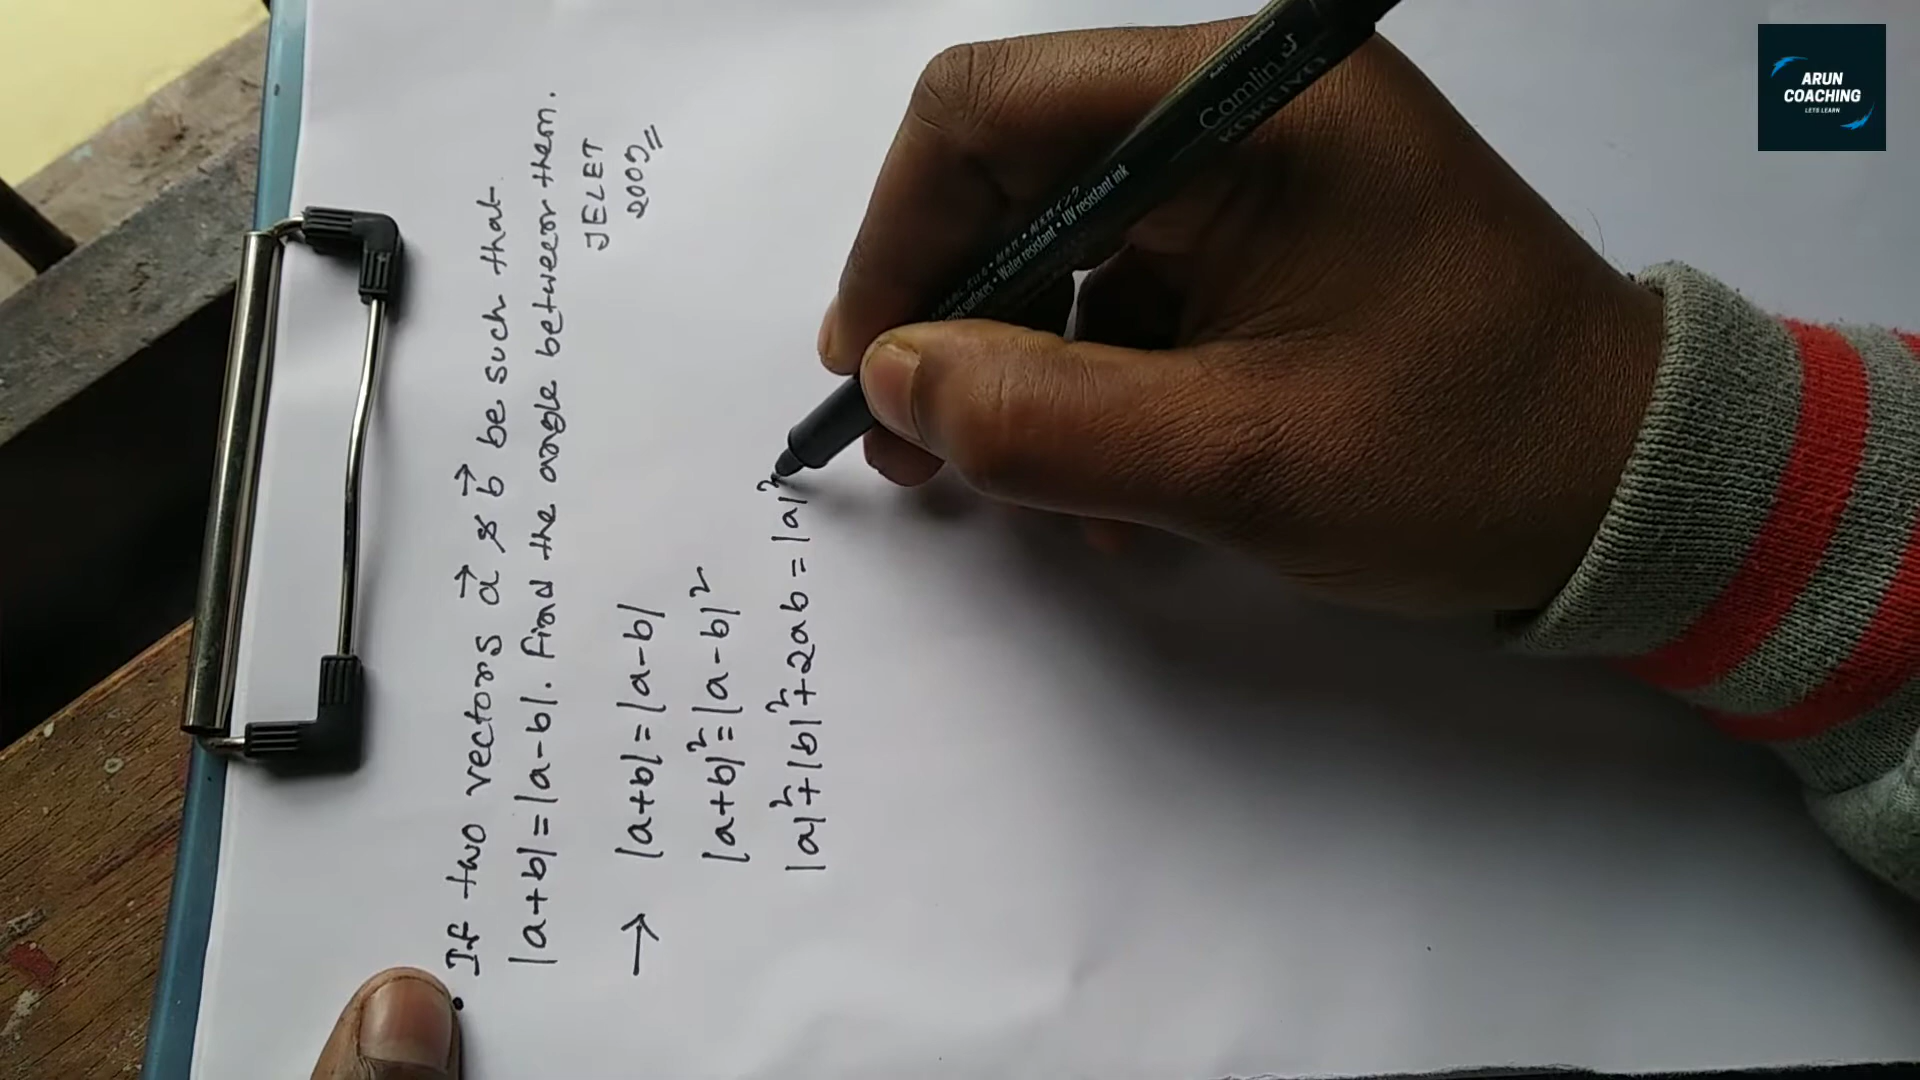 • If two vectors a⃗ & b⃗ be such that
|a+b| = |a-b|. find the angle between them.
JELET
2009
→ |a+b| = |a-b|
|a+b|² = |a-b|²
|a|²+|b|²+2ab = |a|²
Camlin
KOKUYO
Water resistant • UV resistant ink
ARUN
COACHING
LETS LEARN